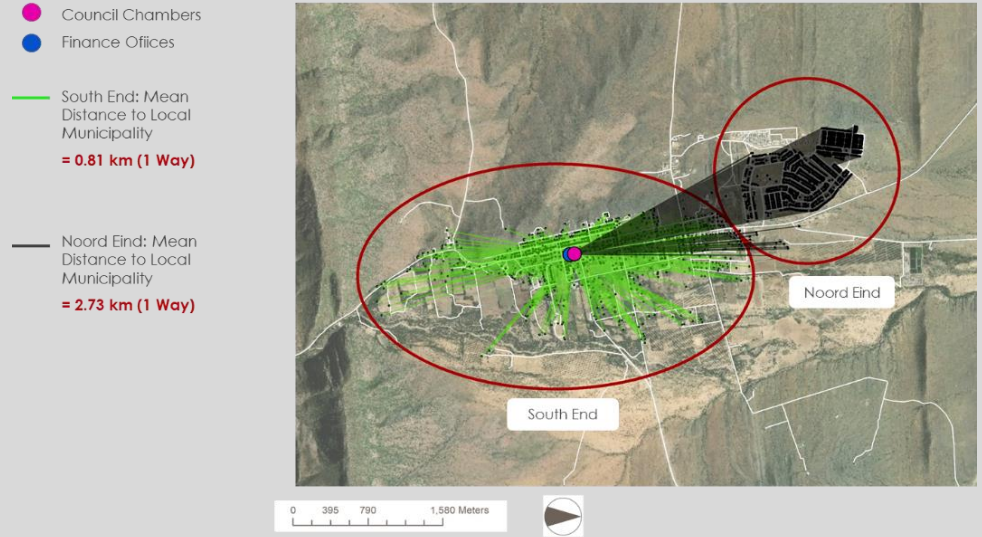 Council Chambers
Finance Ofiices
South End: Mean
Distance to Local
Municipality
= 0.81 km (1 Way)
Noord Eind: Mean
Distance to Local
Municipality
= 2.73 km (1 Way)
Noord Eind
South End
0 395 790 1,580 Meters